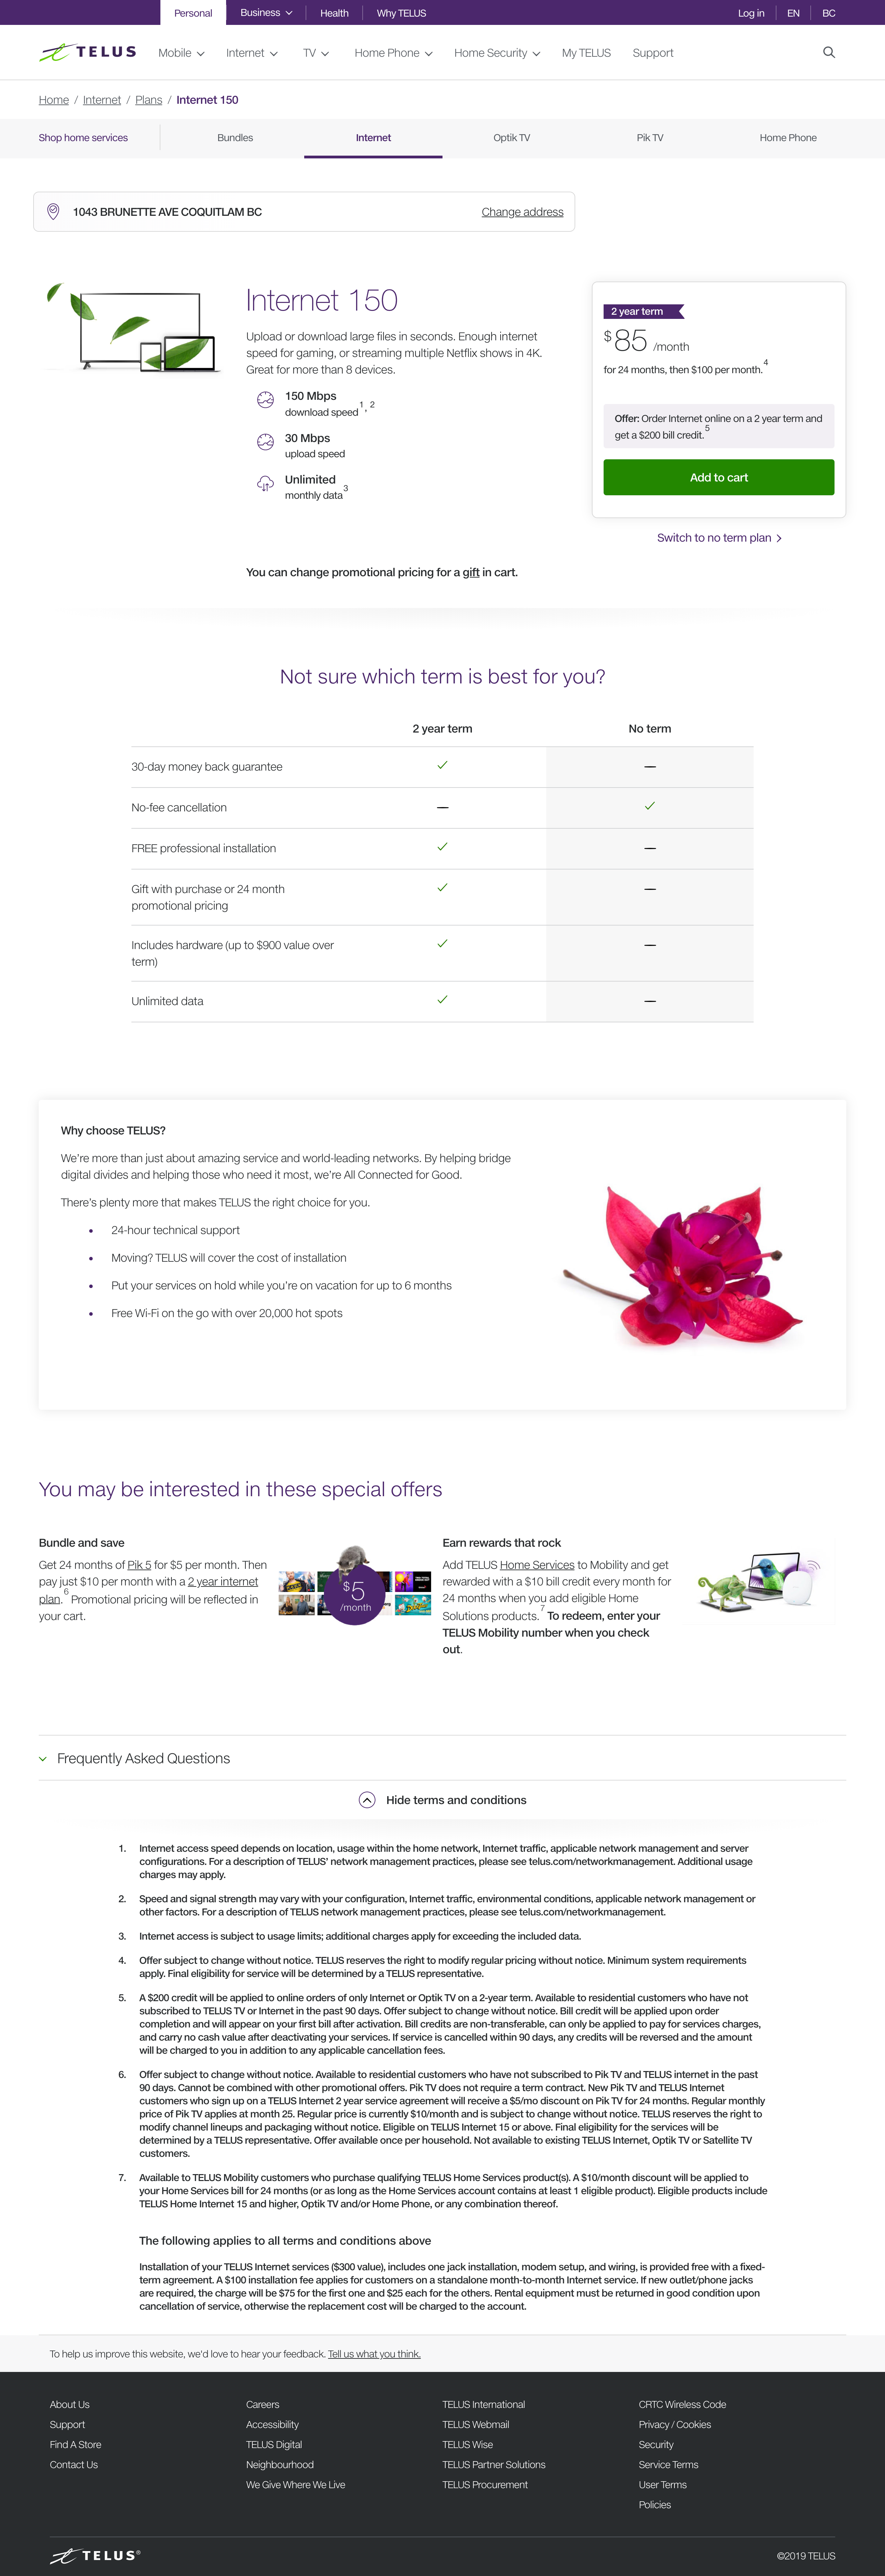 Personal Business Health Why TELUS Log in EN BC
TELUS Mobile Internet TV Home Phone Home Security My TELUS Support
Home / Internet / Plans / Internet 150
Shop home services Bundles Internet Optik TV Pik TV Home Phone
1043 BRUNETTE AVE COQUITLAM BC Change address
Internet 150
Upload or download large files in seconds. Enough internet
speed for gaming, or streaming multiple Netflix shows in 4K.
Great for more than 8 devices.
150 Mbps
download speed 1, 2
30 Mbps
upload speed
Unlimited
monthly data 3
2 year term
$85 /month
for 24 months, then $100 per month. 4
Offer: Order Internet online on a 2 year term and
get a $200 bill credit. 5
Add to cart
Switch to no term plan
You can change promotional pricing for a gift in cart.
Not sure which term is best for you?
2 year term No term
30-day money back guarantee
No-fee cancellation
FREE professional installation
Gift with purchase or 24 month
promotional pricing
Includes hardware (up to $900 value over
term)
Unlimited data
Why choose TELUS?
We're more than just about amazing service and world-leading networks. By helping bridge
digital divides and helping those who need it most, we're All Connected for Good.
There's plenty more that makes TELUS the right choice for you.
• 24-hour technical support
• Moving? TELUS will cover the cost of installation
• Put your services on hold while you're on vacation for up to 6 months
• Free Wi-Fi on the go with over 20,000 hot spots
You may be interested in these special offers
Bundle and save
Get 24 months of Pik 5 for $5 per month. Then
pay just $10 per month with a 2 year internet
plan. 6 Promotional pricing will be reflected in
your cart.
$5
/month
Earn rewards that rock
Add TELUS Home Services to Mobility and get
rewarded with a $10 bill credit every month for
24 months when you add eligible Home
Solutions products. 7 To redeem, enter your
TELUS Mobility number when you check
out.
Frequently Asked Questions
Hide terms and conditions
1. Internet access speed depends on location, usage within the home network, Internet traffic, applicable network management and server
configurations. For a description of TELUS' network management practices, please see telus.com/networkmanagement. Additional usage
charges may apply.
2. Speed and signal strength may vary with your configuration, Internet traffic, environmental conditions, applicable network management or
other factors. For a description of TELUS network management practices, please see telus.com/networkmanagement.
3. Internet access is subject to usage limits; additional charges apply for exceeding the included data.
4. Offer subject to change without notice. TELUS reserves the right to modify regular pricing without notice. Minimum system requirements
apply. Final eligibility for service will be determined by a TELUS representative.
5. A $200 credit will be applied to online orders of only Internet or Optik TV on a 2-year term. Available to residential customers who have not
subscribed to TELUS TV or Internet in the past 90 days. Offer subject to change without notice. Bill credit will be applied upon order
completion and will appear on your first bill after activation. Bill credits are non-transferable, can only be applied to pay for services charges,
and carry no cash value after deactivating your services. If service is cancelled within 90 days, any credits will be reversed and the amount
will be charged to you in addition to any applicable cancellation fees.
6. Offer subject to change without notice. Available to residential customers who have not subscribed to Pik TV and TELUS internet in the past
90 days. Cannot be combined with other promotional offers. Pik TV does not require a term contract. New Pik TV and TELUS Internet
customers who sign up on a TELUS Internet 2 year service agreement will receive a $5/mo discount on Pik TV for 24 months. Regular monthly
price of Pik TV applies at month 25. Regular price is currently $10/month and is subject to change without notice. TELUS reserves the right to
modify channel lineups and packaging without notice. Eligible on TELUS Internet 15 or above. Final eligibility for the services will be
determined by a TELUS representative. Offer available once per household. Not available to existing TELUS Internet, Optik TV or Satellite TV
customers.
7. Available to TELUS Mobility customers who purchase qualifying TELUS Home Services product(s). A $10/month discount will be applied to
your Home Services bill for 24 months (or as long as the Home Services account contains at least 1 eligible product). Eligible products include
TELUS Home Internet 15 and higher, Optik TV and/or Home Phone, or any combination thereof.
The following applies to all terms and conditions above
Installation of your TELUS Internet services ($300 value), includes one jack installation, modem setup, and wiring, is provided free with a fixed-
term agreement. A $100 installation fee applies for customers on a standalone month-to-month Internet service. If new outlet/phone jacks
are required, the charge will be $75 for the first one and $25 each for the others. Rental equipment must be returned in good condition upon
cancellation of service, otherwise the replacement cost will be charged to the account.
To help us improve this website, we'd love to hear your feedback. Tell us what you think.
About Us Careers TELUS International CRTC Wireless Code
Support Accessibility TELUS Webmail Privacy / Cookies
Find A Store TELUS Digital TELUS Wise Security
Contact Us Neighbourhood TELUS Partner Solutions Service Terms
We Give Where We Live TELUS Procurement User Terms
Policies
TELUS® ©2019 TELUS